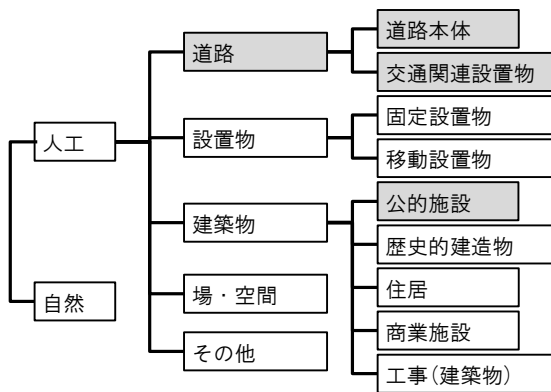 道路本体
道路
交通関連設置物
固定設置物
人工
設置物
移動設置物
公的施設
建築物
歴史的建造物
自然
場・空間
住居
商業施設
その他
工事(建築物)